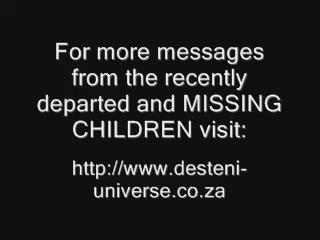 For more messages
from the recently
departed and MISSING
CHILDREN visit:
http://www.desteni-
universe.co.za